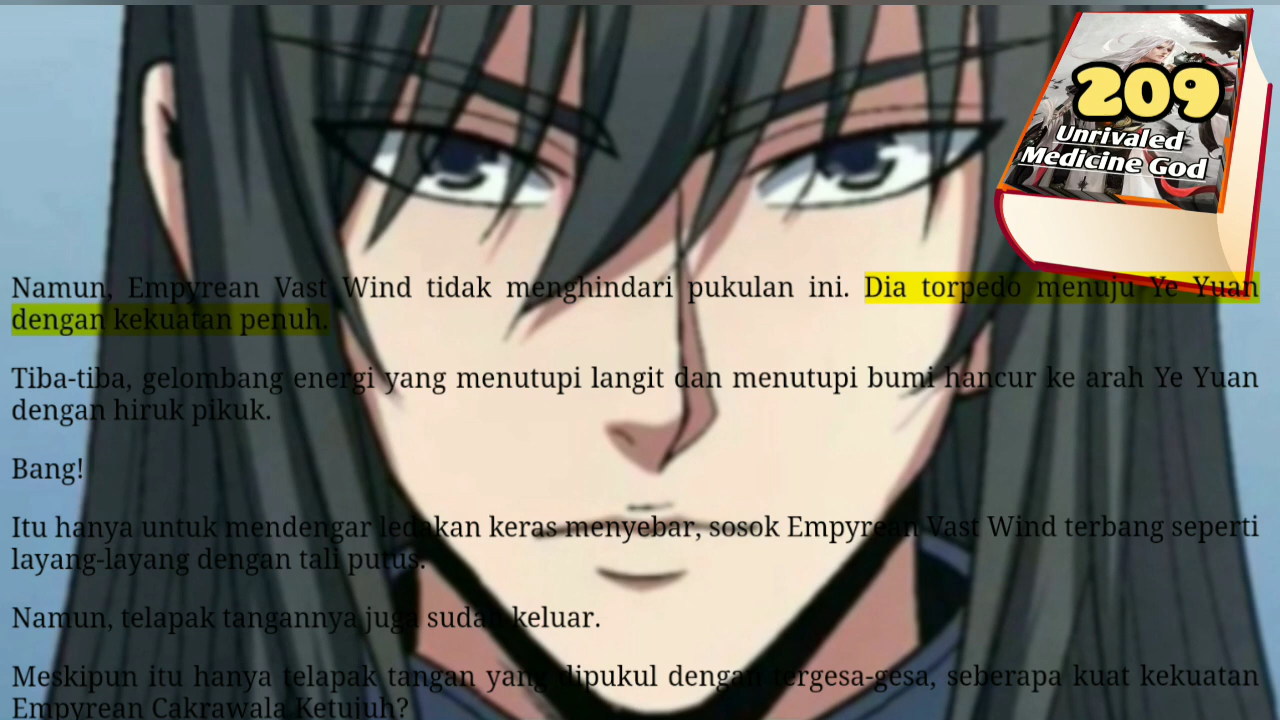 209
Unrivaled
Medicine God
Namun, Empyrean Vast Wind tidak menghindari pukulan ini. Dia torpedo menuju Ye Yuan
dengan kekuatan penuh.
Tiba-tiba, gelombang energi yang menutupi langit dan menutupi bumi hancur ke arah Ye Yuan
dengan hiruk pikuk.
Bang!
Itu hanya untuk mendengar ledakan keras menyebar, sosok Empyrean Vast Wind terbang seperti
layang-layang dengan tali putus.
Namun, telapak tangannya juga sudah keluar.
Meskipun itu hanya telapak tangan yang dipukul dengan tergesa-gesa, seberapa kuat kekuatan
Empyrean Cakrawala Ketujuh?